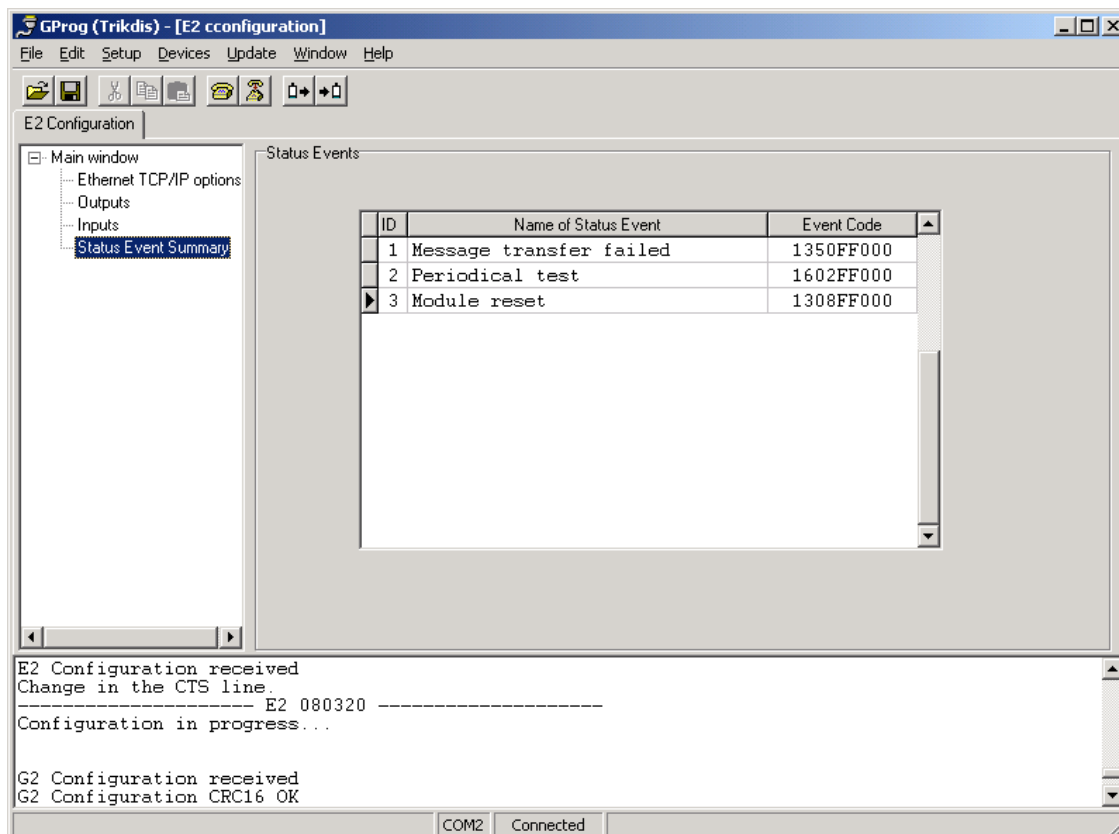 GProg (Trikdis) - [E2 cconfiguration]
File Edit Setup Devices Update Window Help
E2 Configuration
Main window
Ethernet TCP/IP options
Outputs
Inputs
Status Event Summary
Status Events
ID Name of Status Event Event Code
1 Message transfer failed 1350FF000
2 Periodical test 1602FF000
3 Module reset 1308FF000
E2 Configuration received
Change in the CTS line.
--------------------- E2 080320 --------------------
Configuration in progress...
G2 Configuration received
G2 Configuration CRC16 OK
COM2 Connected